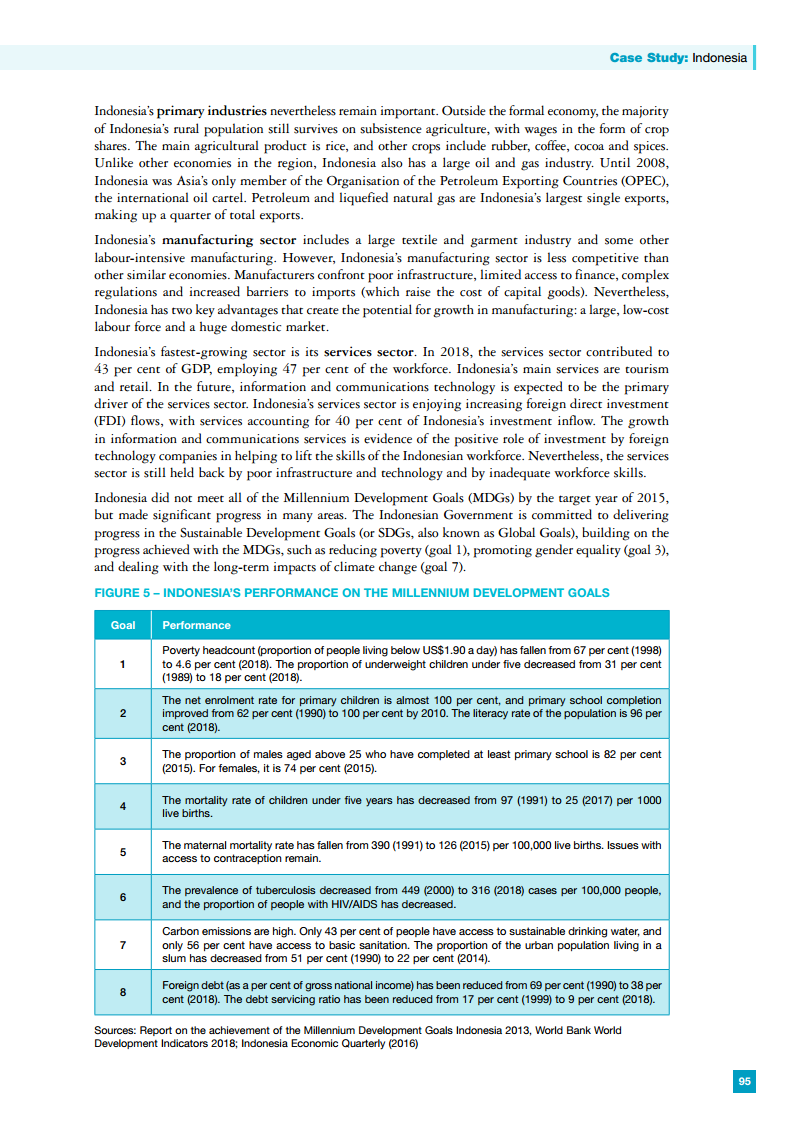 Case Study: Indonesia
Indonesia's primary industries nevertheless remain important. Outside the formal economy, the majority
of Indonesia's rural population still survives on subsistence agriculture, with wages in the form of crop
shares. The main agricultural product is rice, and other crops include rubber, coffee, cocoa and spices.
Unlike other economies in the region, Indonesia also has a large oil and gas industry. Until 2008,
Indonesia was Asia's only member of the Organisation of the Petroleum Exporting Countries (OPEC),
the international oil cartel. Petroleum and liquefied natural gas are Indonesia's largest single exports,
making up a quarter of total exports.
Indonesia's manufacturing sector includes a large textile and garment industry and some other
labour-intensive manufacturing. However, Indonesia's manufacturing sector is less competitive than
other similar economies. Manufacturers confront poor infrastructure, limited access to finance, complex
regulations and increased barriers to imports (which raise the cost of capital goods). Nevertheless,
Indonesia has two key advantages that create the potential for growth in manufacturing: a large, low-cost
labour force and a huge domestic market.
Indonesia's fastest-growing sector is its services sector. In 2018, the services sector contributed to
43 per cent of GDP, employing 47 per cent of the workforce. Indonesia's main services are tourism
and retail. In the future, information and communications technology is expected to be the primary
driver of the services sector. Indonesia's services sector is enjoying increasing foreign direct investment
(FDI) flows, with services accounting for 40 per cent of Indonesia's investment inflow. The growth
in information and communications services is evidence of the positive role of investment by foreign
technology companies in helping to lift the skills of the Indonesian workforce. Nevertheless, the services
sector is still held back by poor infrastructure and technology and by inadequate workforce skills.
Indonesia did not meet all of the Millennium Development Goals (MDGs) by the target year of 2015,
but made significant progress in many areas. The Indonesian Government is committed to delivering
progress in the Sustainable Development Goals (or SDGs, also known as Global Goals), building on the
progress achieved with the MDGs, such as reducing poverty (goal 1), promoting gender equality (goal 3),
and dealing with the long-term impacts of climate change (goal 7).
FIGURE 5 – INDONESIA'S PERFORMANCE ON THE MILLENNIUM DEVELOPMENT GOALS
Goal Performance
1 Poverty headcount (proportion of people living below US$1.90 a day) has fallen from 67 per cent (1998)
to 4.6 per cent (2018). The proportion of underweight children under five decreased from 31 per cent
(1989) to 18 per cent (2018).
2 The net enrolment rate for primary children is almost 100 per cent, and primary school completion
improved from 62 per cent (1990) to 100 per cent by 2010. The literacy rate of the population is 96 per
cent (2018).
3 The proportion of males aged above 25 who have completed at least primary school is 82 per cent
(2015). For females, it is 74 per cent (2015).
4 The mortality rate of children under five years has decreased from 97 (1991) to 25 (2017) per 1000
live births.
5 The maternal mortality rate has fallen from 390 (1991) to 126 (2015) per 100,000 live births. Issues with
access to contraception remain.
6 The prevalence of tuberculosis decreased from 449 (2000) to 316 (2018) cases per 100,000 people,
and the proportion of people with HIV/AIDS has decreased.
7 Carbon emissions are high. Only 43 per cent of people have access to sustainable drinking water, and
only 56 per cent have access to basic sanitation. The proportion of the urban population living in a
slum has decreased from 51 per cent (1990) to 22 per cent (2014).
8 Foreign debt (as a per cent of gross national income) has been reduced from 69 per cent (1990) to 38 per
cent (2018). The debt servicing ratio has been reduced from 17 per cent (1999) to 9 per cent (2018).
Sources: Report on the achievement of the Millennium Development Goals Indonesia 2013, World Bank World
Development Indicators 2018; Indonesia Economic Quarterly (2016)
95